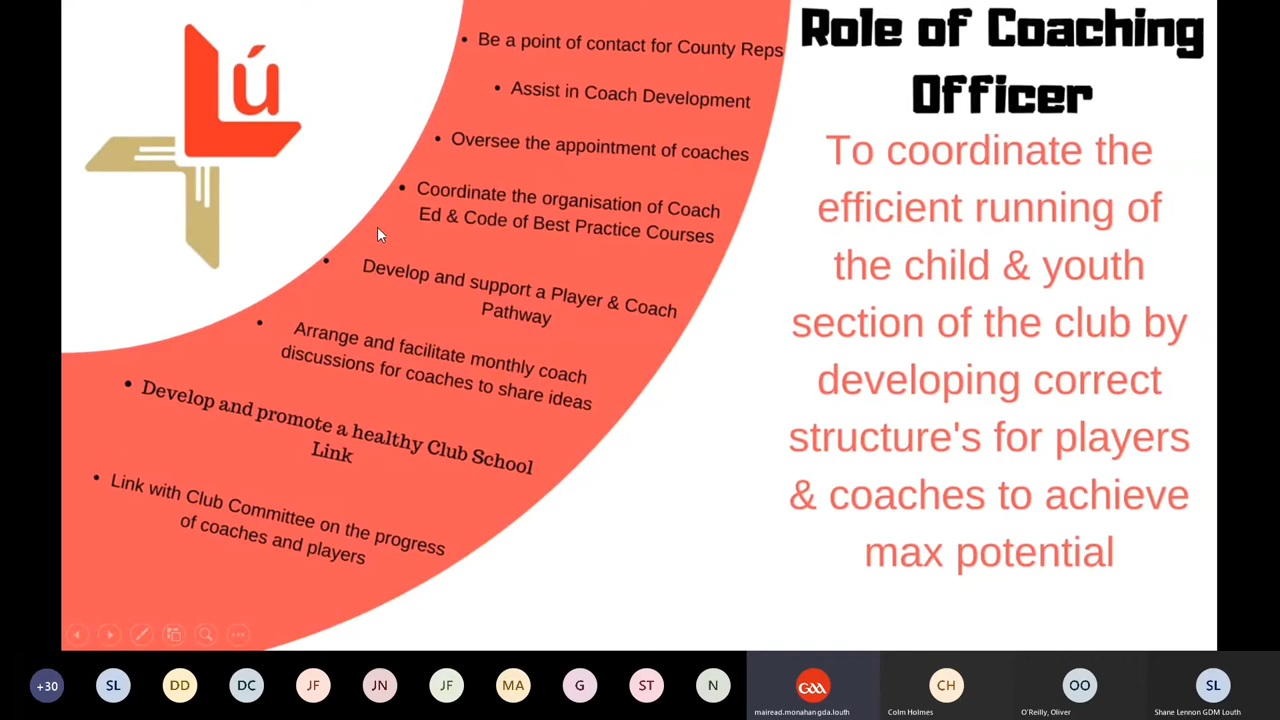 Lú
Role of Coaching
Officer
To coordinate the
efficient running of
the child & youth
section of the club by
developing correct
structure's for players
& coaches to achieve
max potential
• Be a point of contact for County Reps
• Assist in Coach Development
• Oversee the appointment of coaches
• Coordinate the organisation of Coach
Ed & Code of Best Practice Courses
• Develop and support a Player & Coach
Pathway
• Arrange and facilitate monthly coach
discussions for coaches to share ideas
• Develop and promote a healthy Club School
Link
• Link with Club Committee on the progress
of coaches and players
+30
SL
DD
DC
JF
JN
JF
MA
G
ST
N
GAA
mairead.monahan.gda.louth
CH
Colm Holmes
OO
O'Reilly, Oliver
SL
Shane Lennon GDM Louth